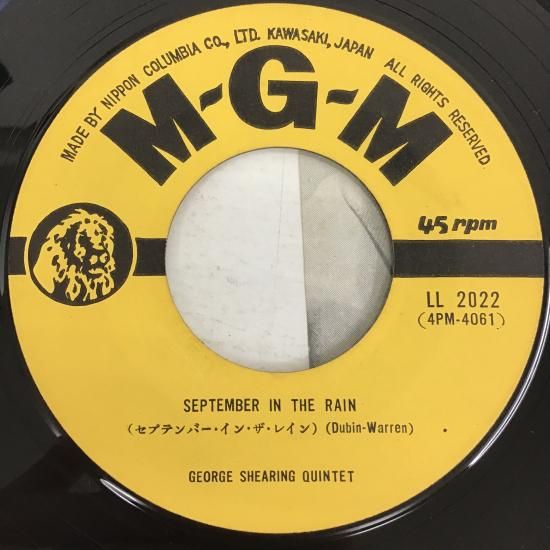 MADE BY NIPPON COLUMBIA CO., LTD. KAWASAKI, JAPAN ALL RIGHTS RESERVED
M-G-M
45 rpm
LL 2022
(4PM-4061)
SEPTEMBER IN THE RAIN
(セプテンバー・イン・ザ・レイン) (Dubin-Warren)
GEORGE SHEARING QUINTET